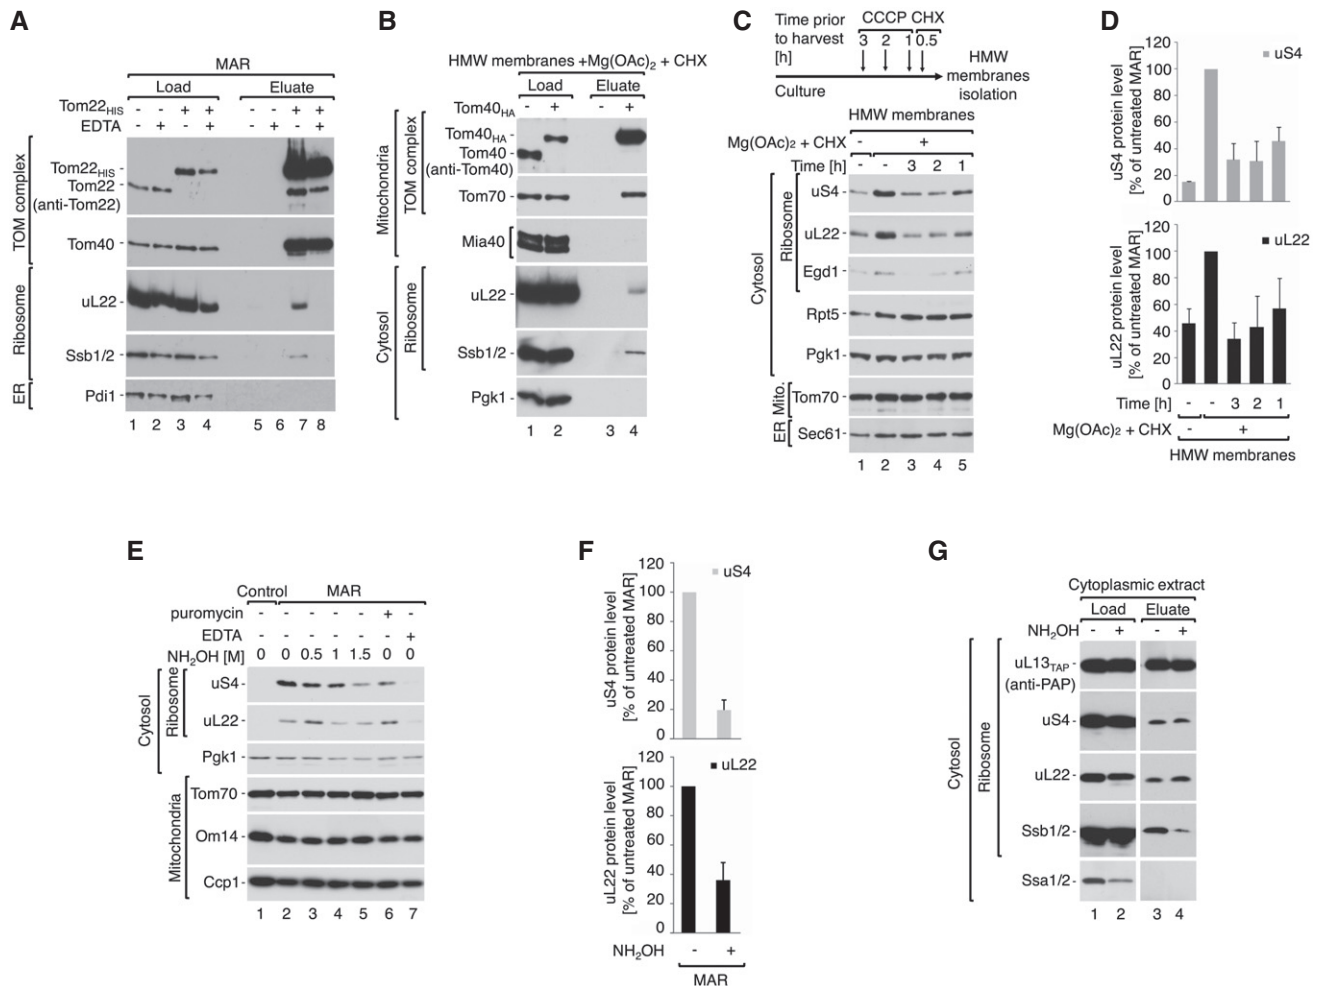 A
MAR
Load Eluate
Tom22HIS - - + + - - + +
EDTA - + - + - + - +
TOM complex
Tom22HIS-
Tom22-
(anti-Tom22)
Tom40-
Ribosome
uL22-
Ssb1/2-
ER
Pdi1-
1 2 3 4 5 6 7 8
B
HMW membranes +Mg(OAc)2 + CHX
Load Eluate
Tom40HA - + - +
Mitochondria
TOM complex
Tom40HA-
Tom40-
(anti-Tom40)
Tom70-
Mia40
Cytosol
Ribosome
uL22-
Ssb1/2-
Pgk1-
1 2 3 4
C
Time prior
to harvest
[h]
CCCP CHX
3 2 1 0.5
HMW
membranes
isolation
Culture
HMW membranes
Mg(OAc)2 + CHX - +
Time [h] - - 3 2 1
Cytosol
Ribosome
uS4-
uL22-
Egd1-
Rpt5-
Pgk1-
Mito.
Tom70-
ER
Sec61-
1 2 3 4 5
D
uS4 protein level
[% of untreated MAR]
120
100
80
60
40
20
0
uS4
uL22 protein level
[% of untreated MAR]
120
100
80
60
40
20
0
uL22
Time [h] - - 3 2 1
Mg(OAc)2 + CHX - +
HMW membranes
E
Control MAR
puromycin - - - - - + -
EDTA - - - - - - +
NH2OH [M] 0 0 0.5 1 1.5 0 0
Cytosol
Ribosome
uS4-
uL22-
Pgk1-
Mitochondria
Tom70-
Om14-
Ccp1-
1 2 3 4 5 6 7
F
uS4 protein level
[% of untreated MAR]
120
100
80
60
40
20
0
uS4
uL22 protein level
[% of untreated MAR]
120
100
80
60
40
20
0
uL22
NH2OH - +
MAR
G
Cytoplasmic extract
Load Eluate
NH2OH - + - +
Cytosol
Ribosome
uL13TAP-
(anti-PAP)
uS4-
uL22-
Ssb1/2-
Ssa1/2-
1 2 3 4